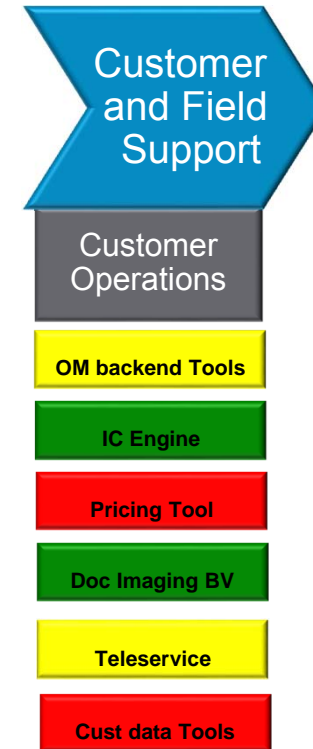 Customer
and Field
Support
Customer
Operations
OM backend Tools
IC Engine
Pricing Tool
Doc Imaging BV
Teleservice
Cust data Tools